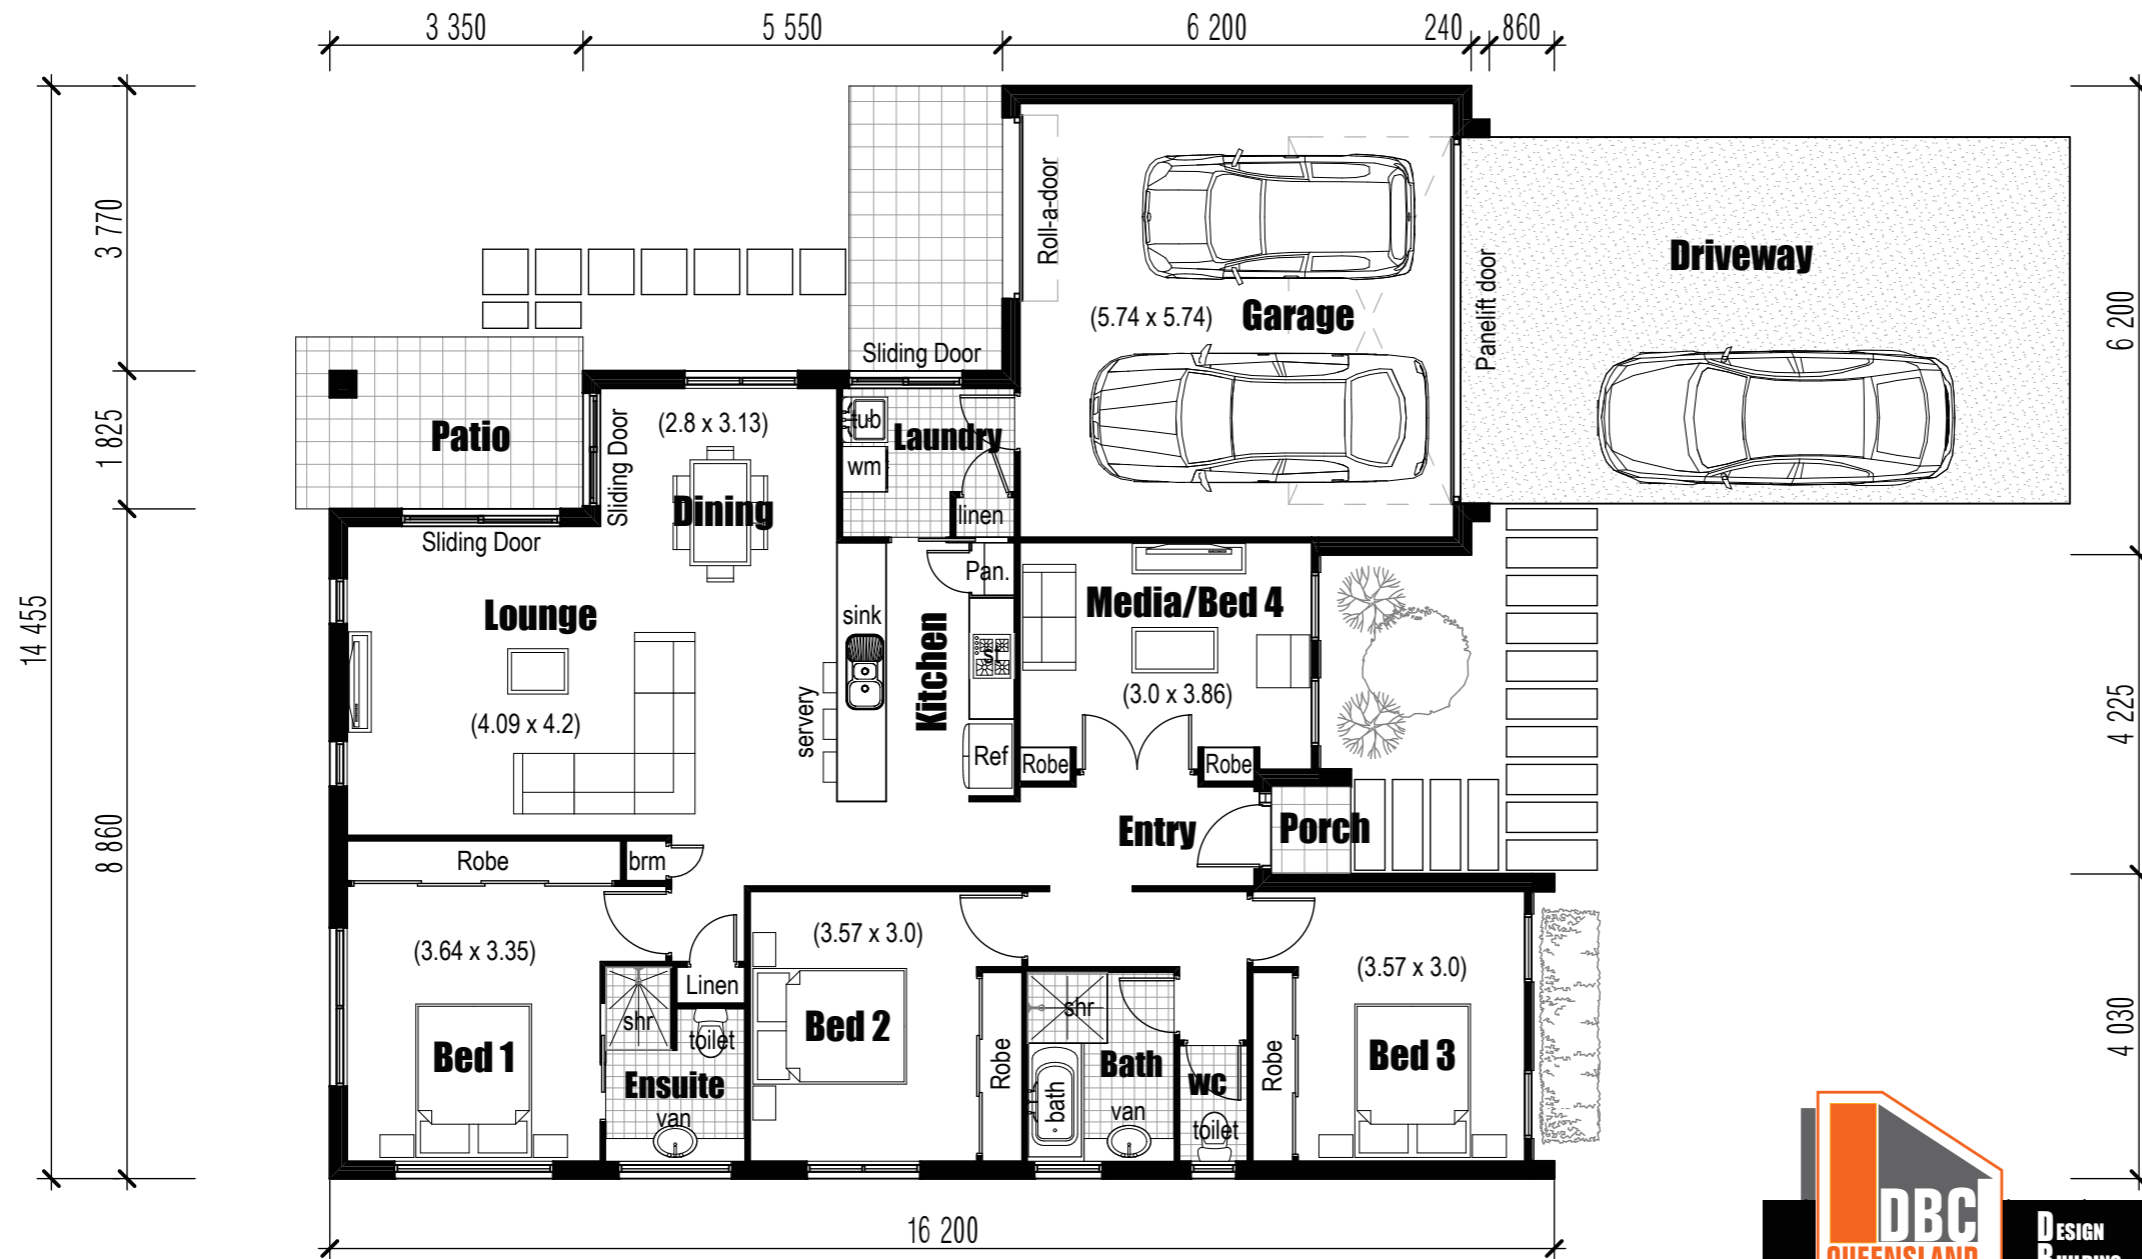 3 350
5 550
6 200
240
860
14 455
3 770
1 825
8 860
6 200
4 225
4 030
16 200
Roll-a-door
Driveway
Panelift door
(5.74 x 5.74)
Garage
Sliding Door
Patio
Sliding Door
(2.8 x 3.13)
Dining
tub
Laundry
wm
linen
Sliding Door
Lounge
(4.09 x 4.2)
sink
servery
Kitchen
Pan.
st
Ref
Media/Bed 4
(3.0 x 3.86)
Robe
Robe
Entry
Porch
Robe
brm
(3.64 x 3.35)
Bed 1
Linen
shr
toilet
Ensuite
van
(3.57 x 3.0)
Bed 2
Robe
shr
Bath
bath
van
wc
toilet
Robe
(3.57 x 3.0)
Bed 3
DBC
QUEENSLAND
DESIGN
BUILDING